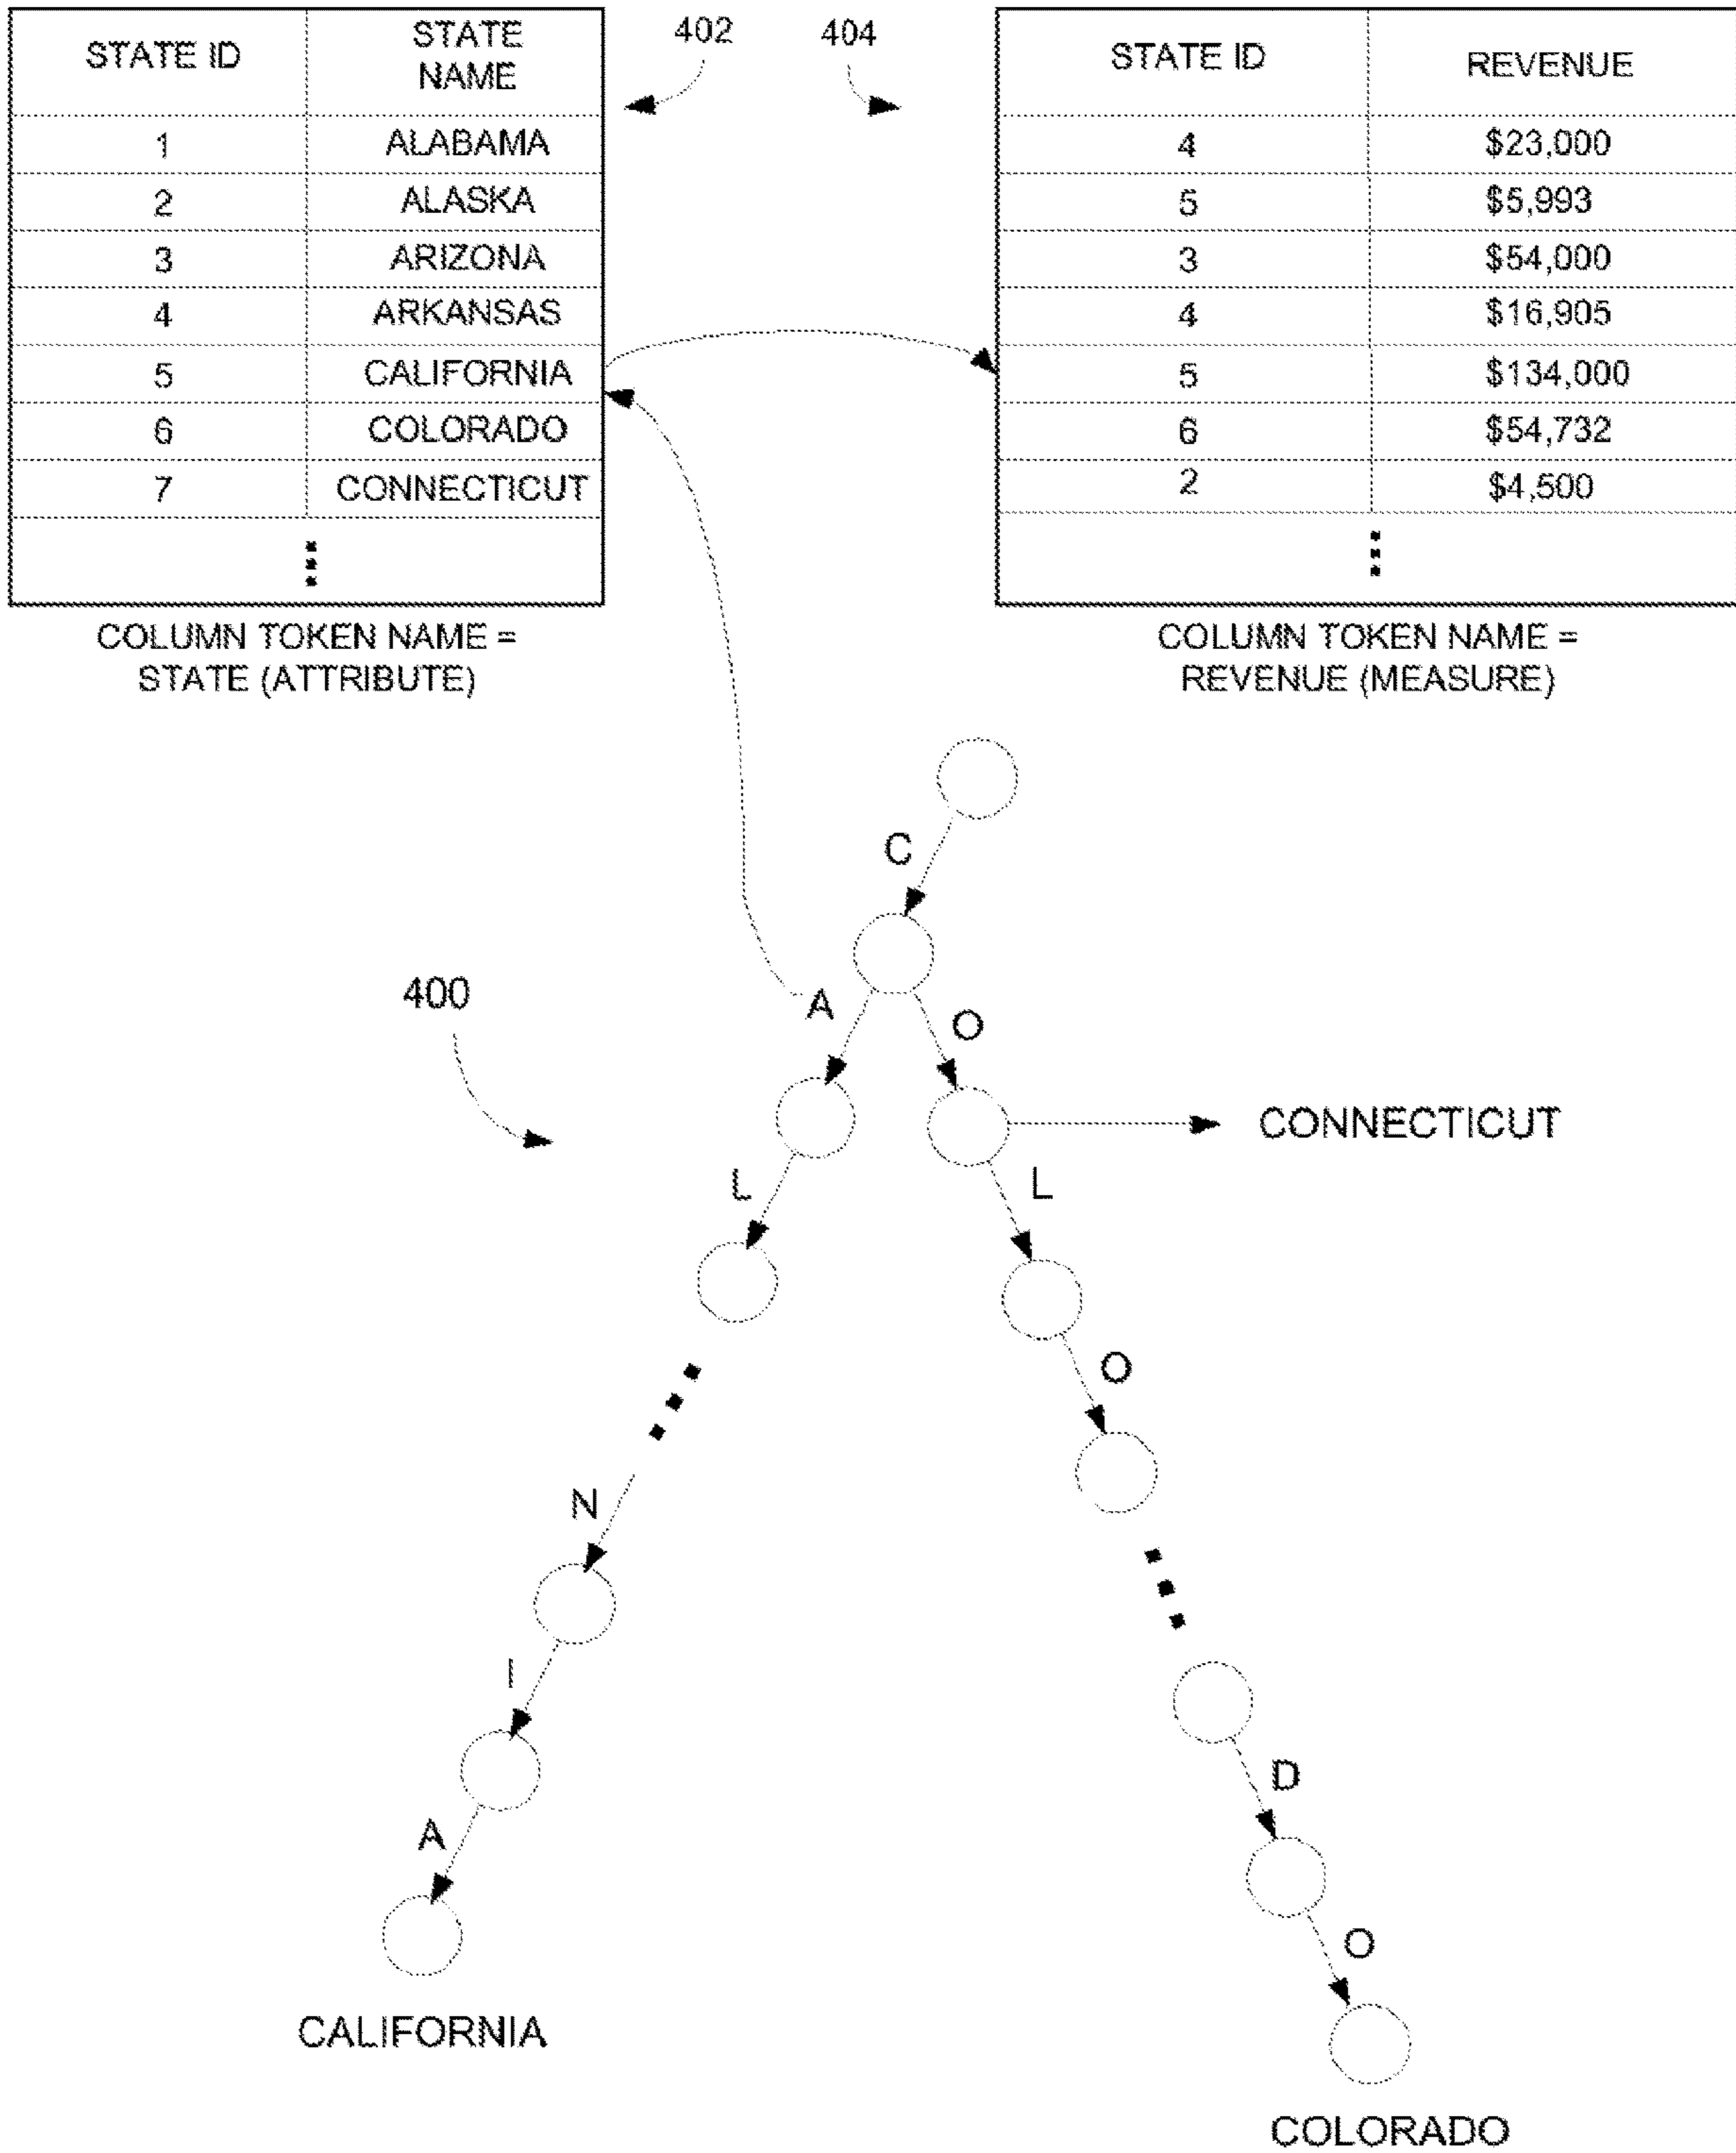 STATE ID
STATE
NAME
1 ALABAMA
2 ALASKA
3 ARIZONA
4 ARKANSAS
5 CALIFORNIA
6 COLORADO
7 CONNECTICUT
COLUMN TOKEN NAME =
STATE (ATTRIBUTE)
402
404
STATE ID REVENUE
4 $23,000
5 $5,993
3 $54,000
4 $16,905
5 $134,000
6 $54,732
2 $4,500
COLUMN TOKEN NAME =
REVENUE (MEASURE)
C
400
A
O
CONNECTICUT
L
L
O
N
I
D
A
O
CALIFORNIA
COLORADO